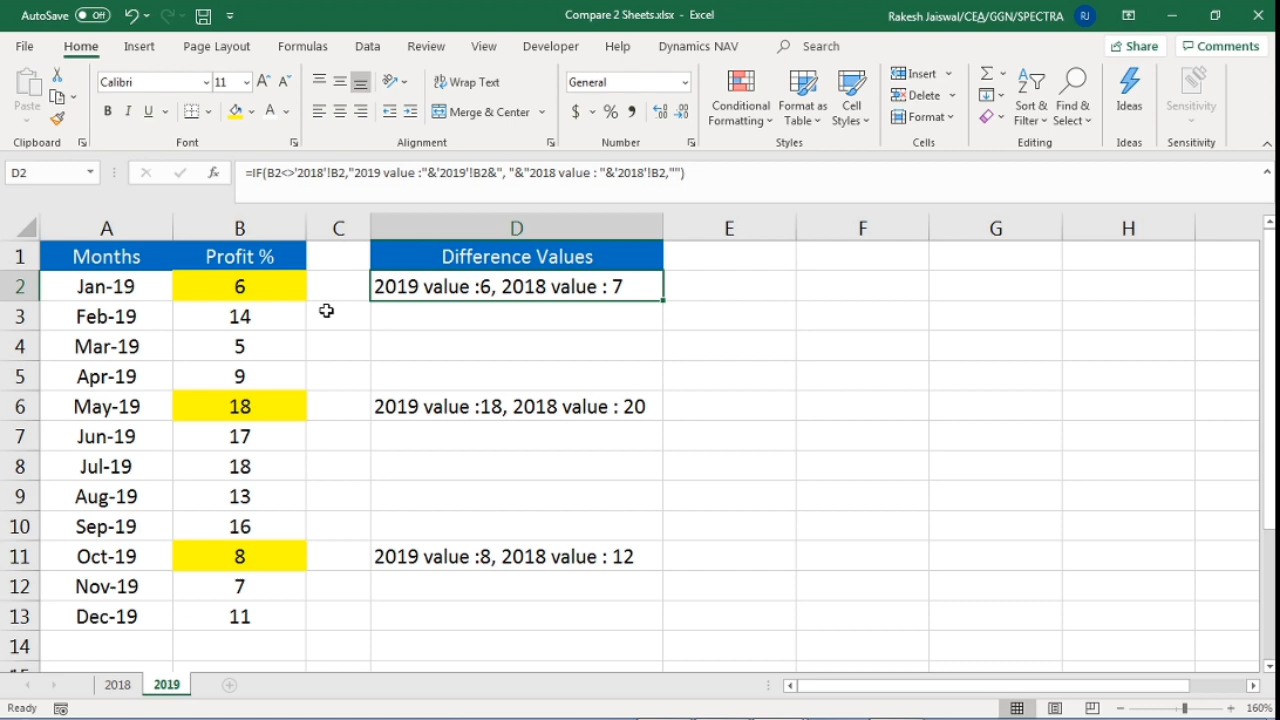 AutoSave Off Compare 2 Sheets.xlsx - Excel Rakesh Jaiswal/CEA/GGN/SPECTRA RJ
File Home Insert Page Layout Formulas Data Review View Developer Help Dynamics NAV Search Share Comments
Paste Calibri 11 Wrap Text General Conditional Formatting Format as Table Cell Styles Insert Delete Format Sort & Filter Find & Select Ideas Sensitivity
B I U Merge & Center $ % ,
Clipboard Font Alignment Number Styles Cells Editing Ideas Sensitivity
D2 fx =IF(B2<>'2018'!B2,"2019 value :"&'2019'!B2&", "&"2018 value : "&'2018'!B2,"")
A B C D E F G H
1 Months Profit % Difference Values
2 Jan-19 6 2019 value :6, 2018 value : 7
3 Feb-19 14
4 Mar-19 5
5 Apr-19 9
6 May-19 18 2019 value :18, 2018 value : 20
7 Jun-19 17
8 Jul-19 18
9 Aug-19 13
10 Sep-19 16
11 Oct-19 8 2019 value :8, 2018 value : 12
12 Nov-19 7
13 Dec-19 11
14
2018 2019
Ready 160%